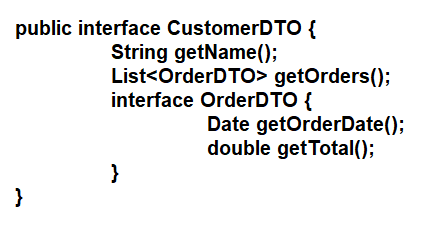 public interface CustomerDTO {
String getName();
List<OrderDTO> getOrders();
interface OrderDTO {
Date getOrderDate();
double getTotal();
}
}